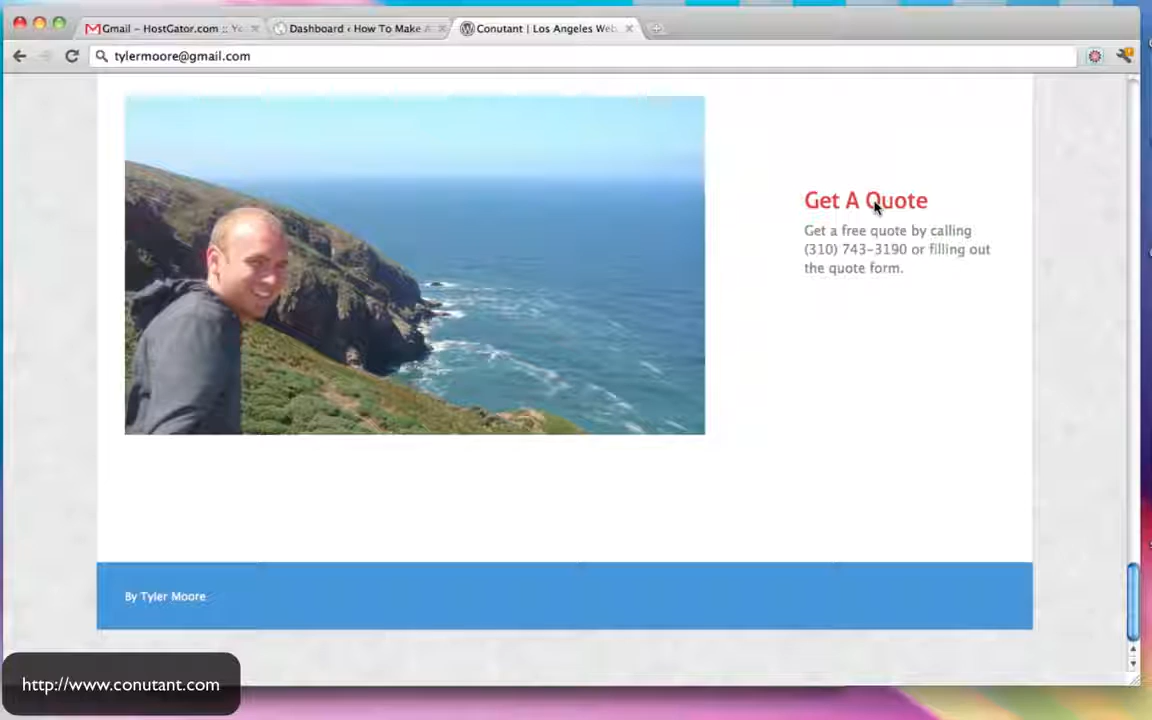 Gmail – HostGator.com :: Yo
Dashboard ‹ How To Make A
Conutant | Los Angeles Web
tylermoore@gmail.com
Get A Quote
Get a free quote by calling
(310) 743-3190 or filling out
the quote form.
By Tyler Moore
http://www.conutant.com